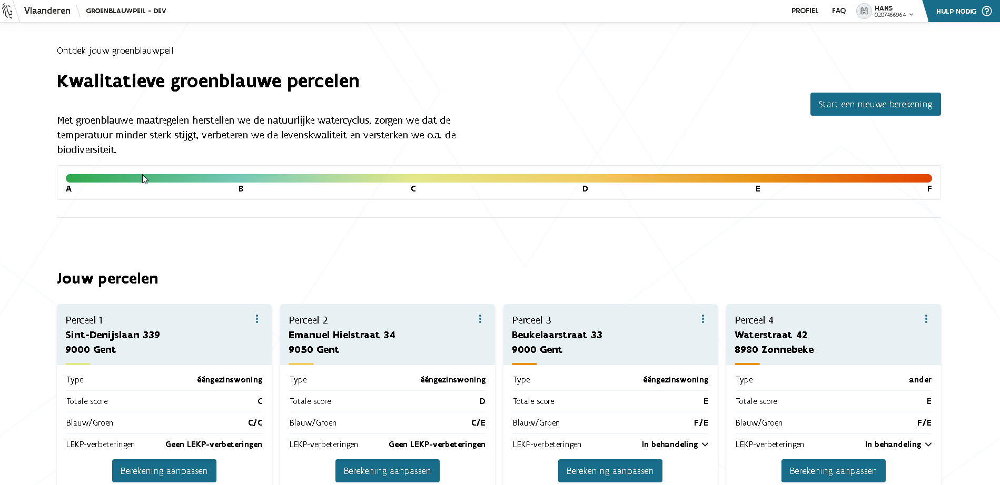 Vlaanderen
GROENBLAUWPEIL - DEV
PROFIEL
FAQ
HANS
0207466964
HULP NODIG
Ontdek jouw groenblauwpeil
Kwalitatieve groenblauwe percelen
Start een nieuwe berekening
Met groenblauwe maatregelen herstellen we de natuurlijke watercyclus, zorgen we dat de
temperatuur minder sterk stijgt, verbeteren we de levenskwaliteit en versterken we o.a. de
biodiversiteit.
A B C D E F
Jouw percelen
Perceel 1
Sint-Denijslaan 339
9000 Gent
Type ééngezinswoning
Totale score C
Blauw/Groen C/C
LEKP-verbeteringen Geen LEKP-verbeteringen
Berekening aanpassen
Perceel 2
Emanuel Hielstraat 34
9050 Gent
Type ééngezinswoning
Totale score D
Blauw/Groen C/E
LEKP-verbeteringen Geen LEKP-verbeteringen
Berekening aanpassen
Perceel 3
Beukelaarstraat 33
9000 Gent
Type ééngezinswoning
Totale score E
Blauw/Groen F/E
LEKP-verbeteringen In behandeling
Berekening aanpassen
Perceel 4
Waterstraat 42
8980 Zonnebeke
Type ander
Totale score E
Blauw/Groen F/E
LEKP-verbeteringen In behandeling
Berekening aanpassen